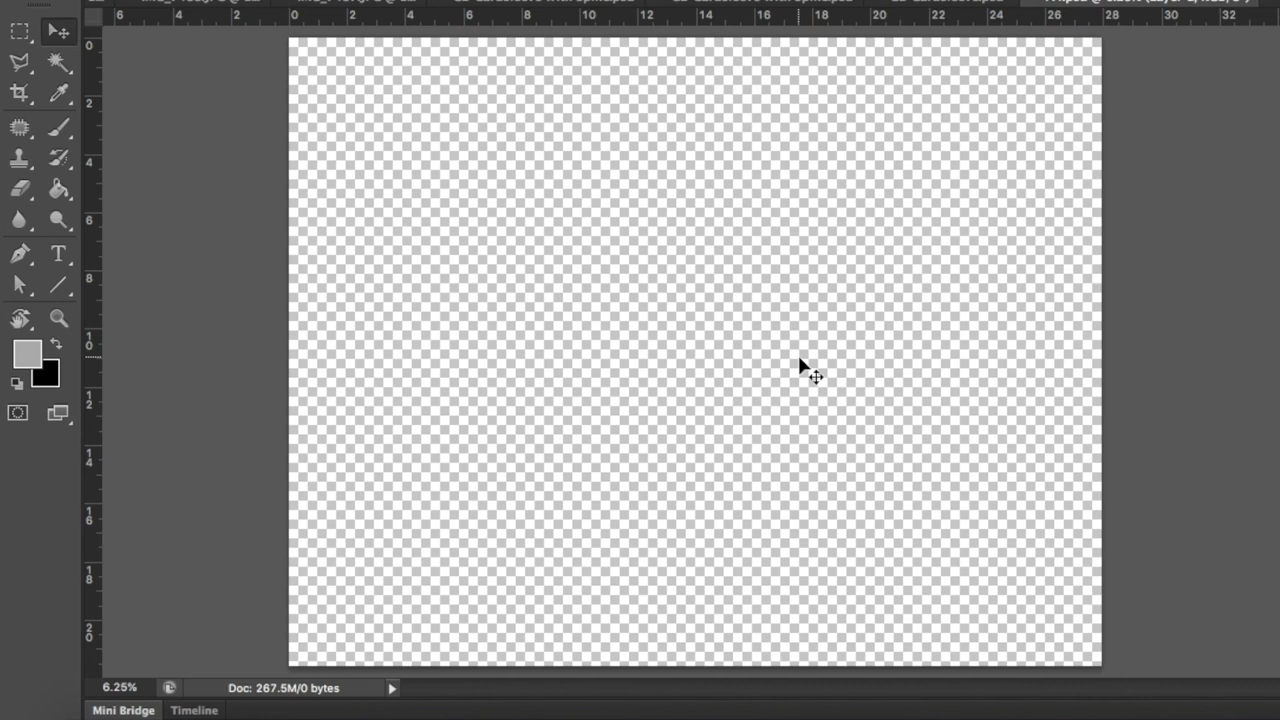 6 4 2 0 2 4 6 8 10 12 14 16 18 20 22 24 26 28 30 32
0
2
4
6
8
10
12
14
16
18
20
T
6.25% Doc: 267.5M/0 bytes
Mini Bridge Timeline